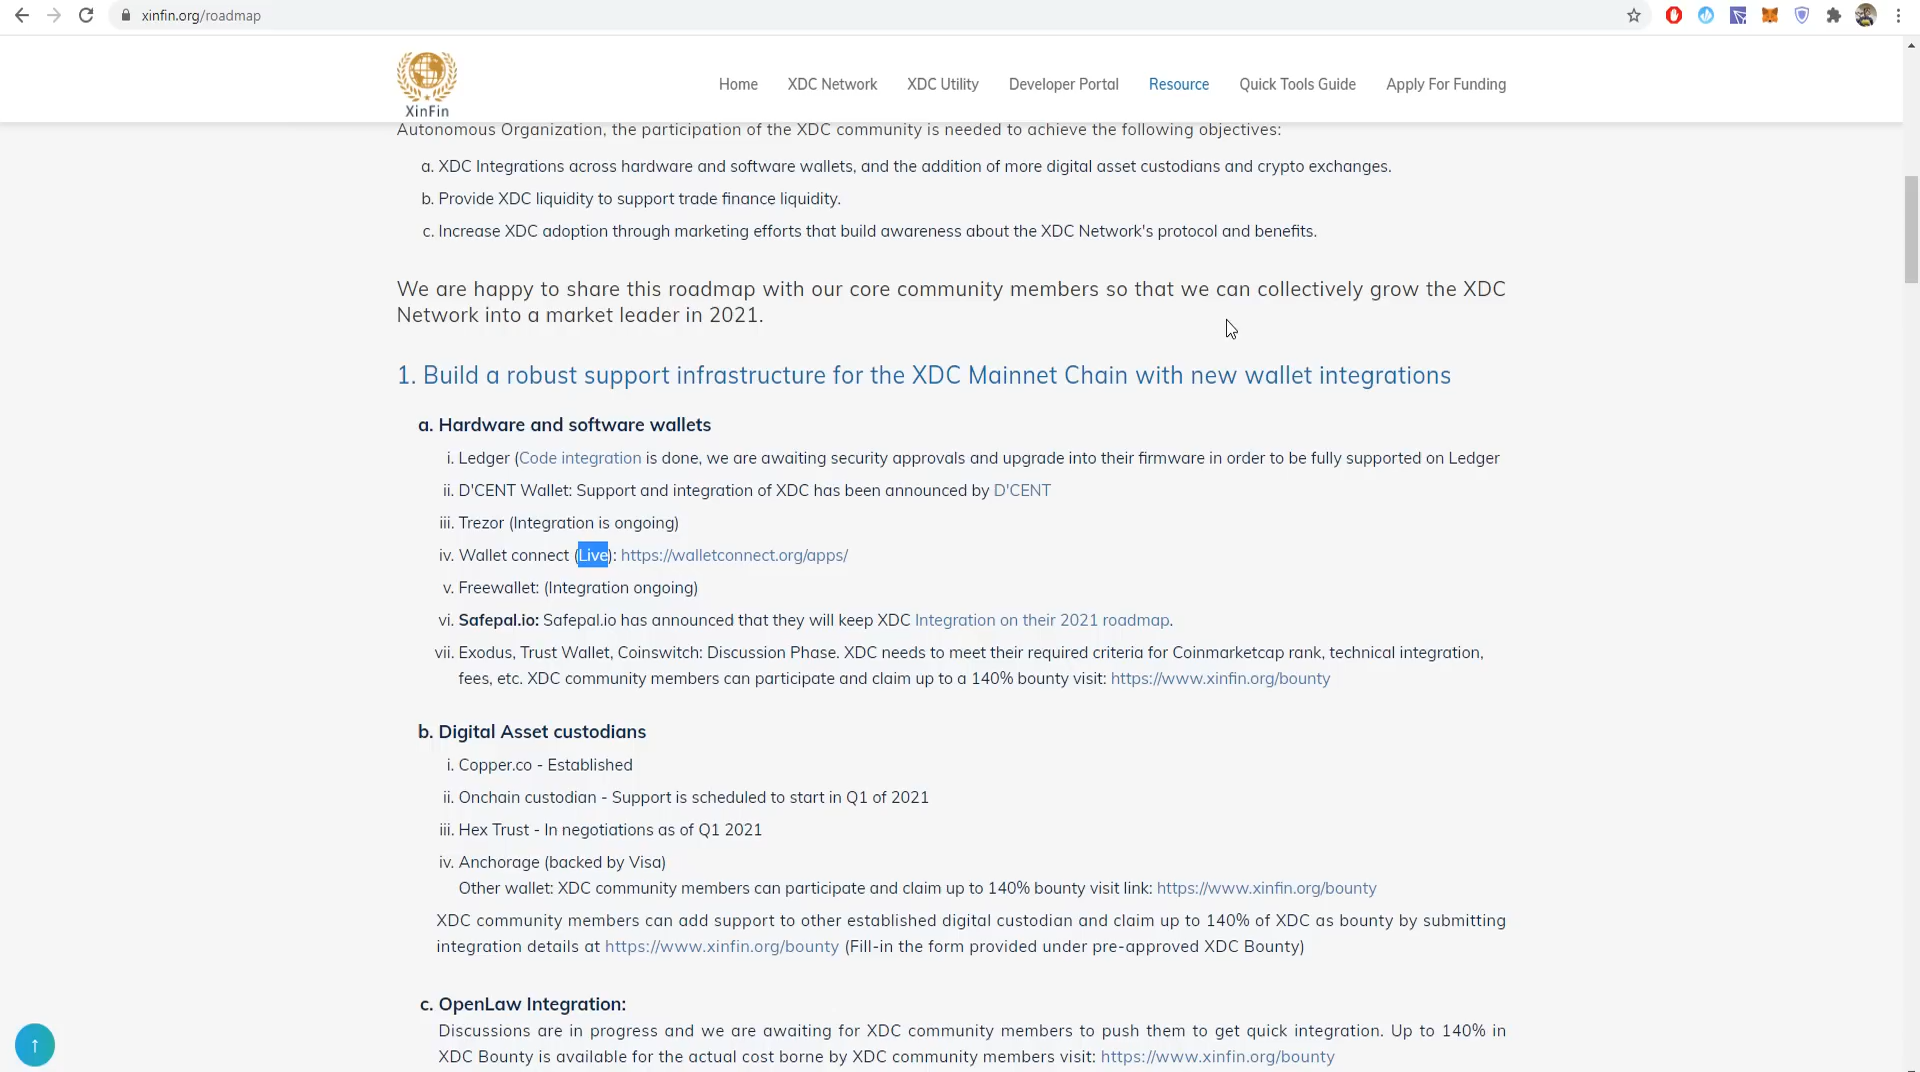 xinfin.org/roadmap
XinFin
Home XDC Network XDC Utility Developer Portal Resource Quick Tools Guide Apply For Funding
Autonomous Organization, the participation of the XDC community is needed to achieve the following objectives:
a. XDC Integrations across hardware and software wallets, and the addition of more digital asset custodians and crypto exchanges.
b. Provide XDC liquidity to support trade finance liquidity.
c. Increase XDC adoption through marketing efforts that build awareness about the XDC Network's protocol and benefits.
We are happy to share this roadmap with our core community members so that we can collectively grow the XDC
Network into a market leader in 2021.
1. Build a robust support infrastructure for the XDC Mainnet Chain with new wallet integrations
a. Hardware and software wallets
i. Ledger (Code integration is done, we are awaiting security approvals and upgrade into their firmware in order to be fully supported on Ledger
ii. D'CENT Wallet: Support and integration of XDC has been announced by D'CENT
iii. Trezor (Integration is ongoing)
iv. Wallet connect (Live): https://walletconnect.org/apps/
v. Freewallet: (Integration ongoing)
vi. Safepal.io: Safepal.io has announced that they will keep XDC Integration on their 2021 roadmap.
vii. Exodus, Trust Wallet, Coinswitch: Discussion Phase. XDC needs to meet their required criteria for Coinmarketcap rank, technical integration,
fees, etc. XDC community members can participate and claim up to a 140% bounty visit: https://www.xinfin.org/bounty
b. Digital Asset custodians
i. Copper.co - Established
ii. Onchain custodian - Support is scheduled to start in Q1 of 2021
iii. Hex Trust - In negotiations as of Q1 2021
iv. Anchorage (backed by Visa)
Other wallet: XDC community members can participate and claim up to 140% bounty visit link: https://www.xinfin.org/bounty
XDC community members can add support to other established digital custodian and claim up to 140% of XDC as bounty by submitting
integration details at https://www.xinfin.org/bounty (Fill-in the form provided under pre-approved XDC Bounty)
c. OpenLaw Integration:
Discussions are in progress and we are awaiting for XDC community members to push them to get quick integration. Up to 140% in
XDC Bounty is available for the actual cost borne by XDC community members visit: https://www.xinfin.org/bounty